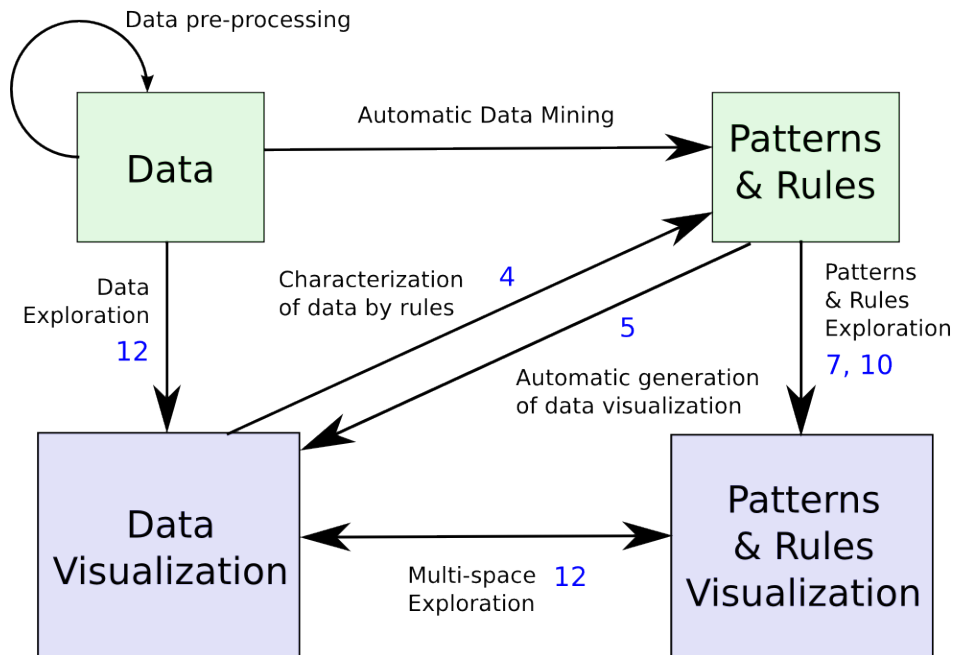 Data pre-processing
Automatic Data Mining
Data
Patterns
& Rules
Data
Exploration
12
Characterization
of data by rules
4
5
Automatic generation
of data visualization
Patterns
& Rules
Exploration
7, 10
Data
Visualization
Multi-space
Exploration
12
Patterns
& Rules
Visualization